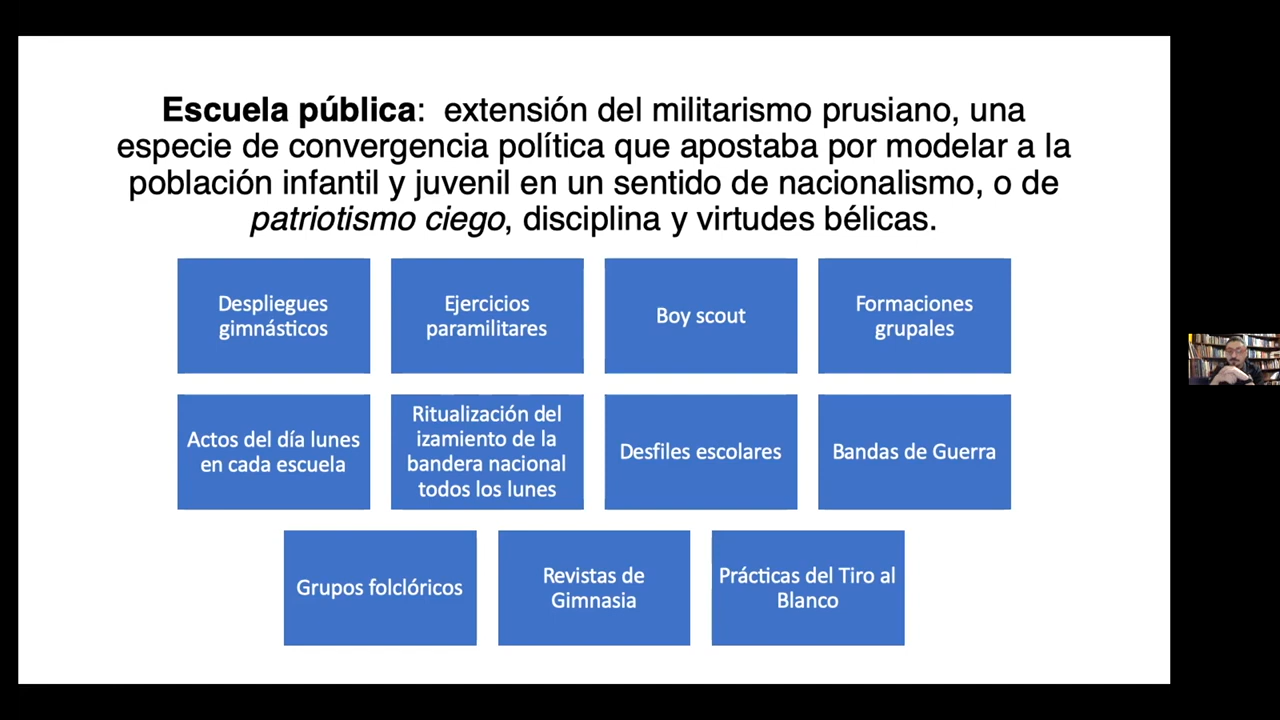 Escuela pública:  extensión del militarismo prusiano, una
especie de convergencia política que apostaba por modelar a la
población infantil y juvenil en un sentido de nacionalismo, o de
patriotismo ciego, disciplina y virtudes bélicas.
Despliegues
gimnásticos
Ejercicios
paramilitares
Boy scout
Formaciones
grupales
Actos del día lunes
en cada escuela
Ritualización del
izamiento de la
bandera nacional
todos los lunes
Desfiles escolares
Bandas de Guerra
Grupos folclóricos
Revistas de
Gimnasia
Prácticas del Tiro al
Blanco